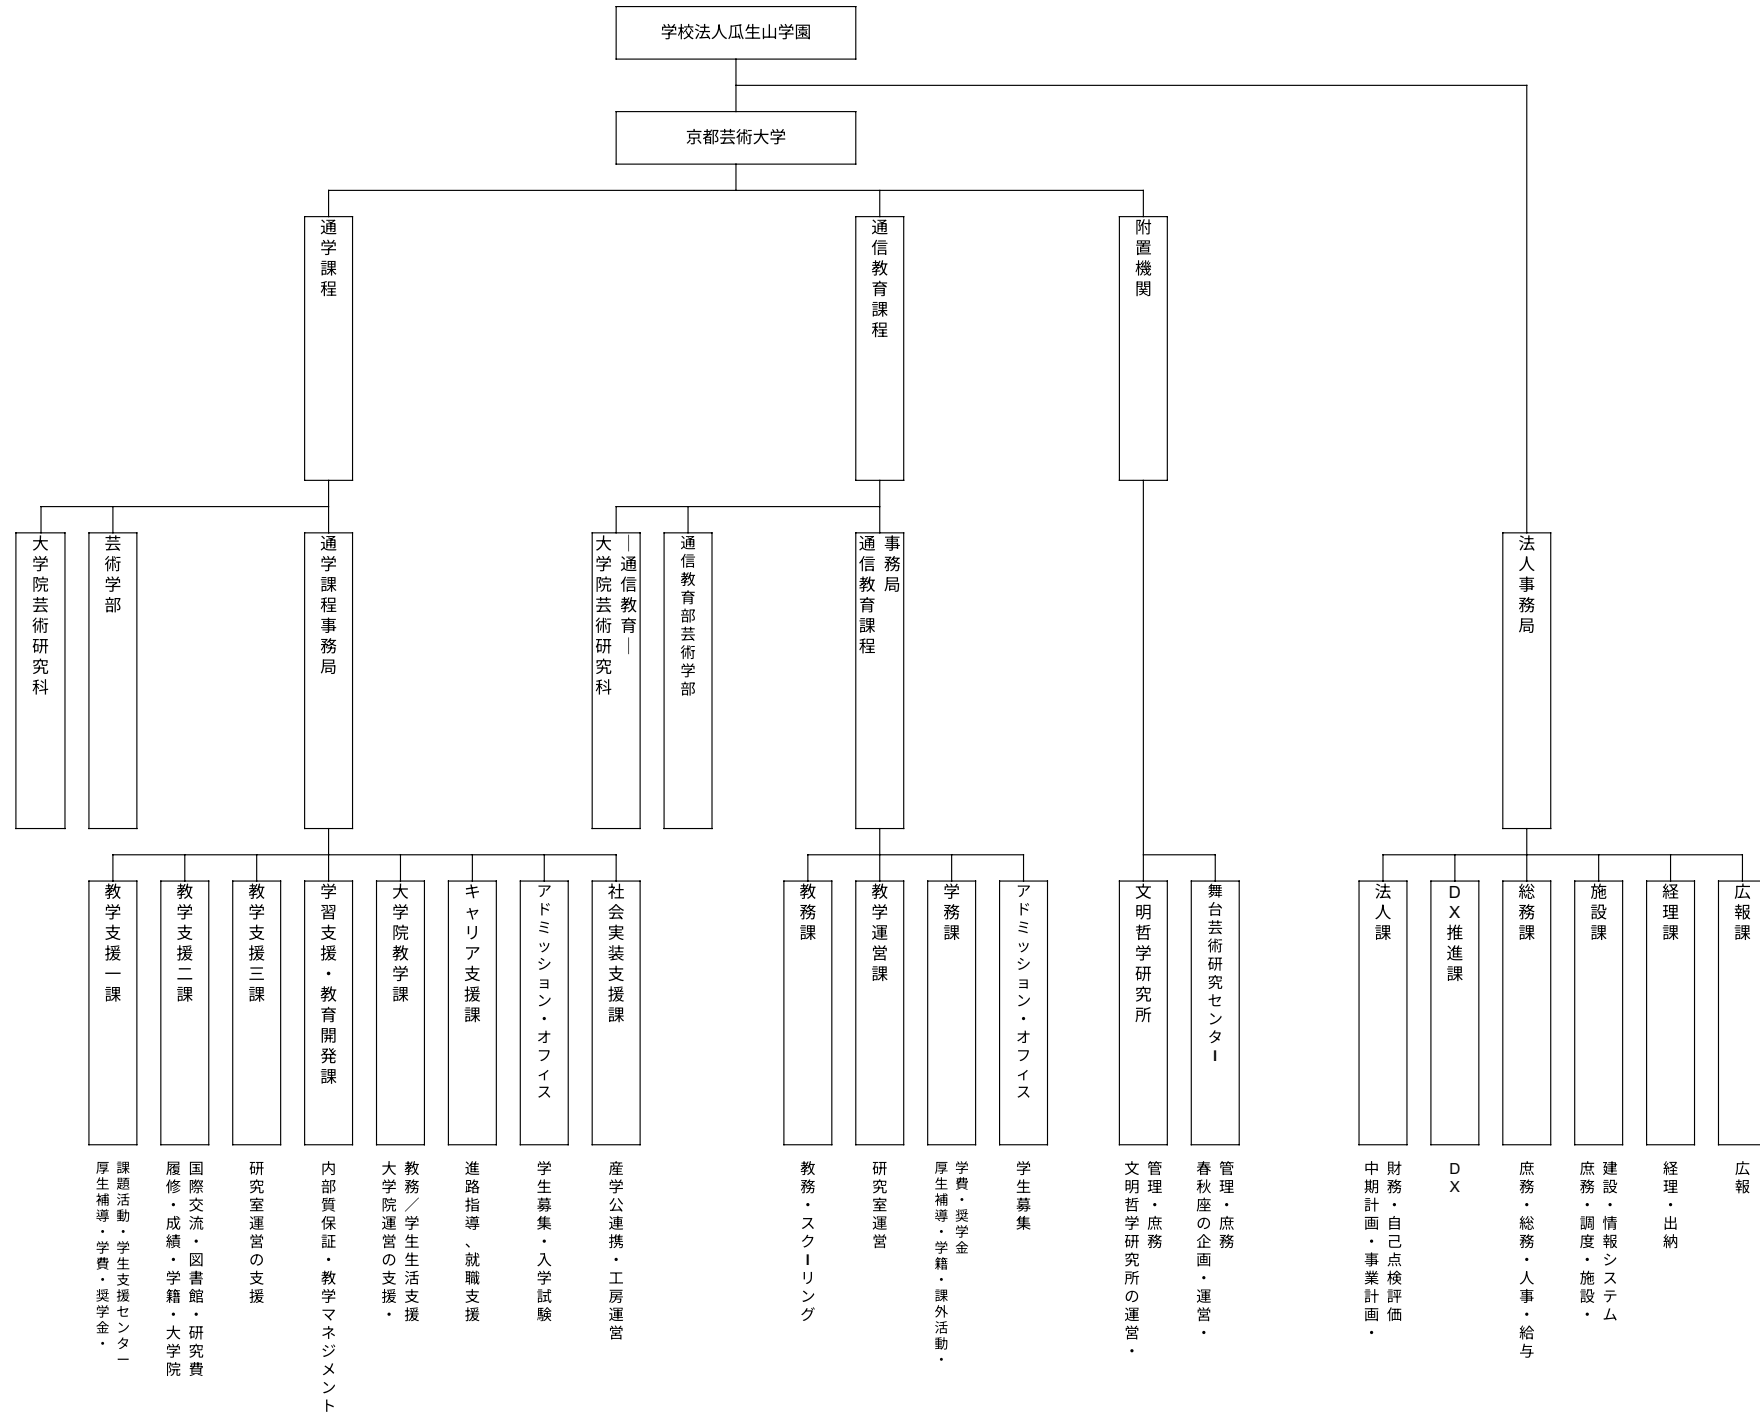 学校法人瓜生山学園
京都芸術大学
通学課程
通信教育課程
附置機関
大学院芸術研究科
芸術学部
通学課程事務局
大学院芸術研究科
―通信教育―
通信教育部芸術学部
通信教育課程
事務局
法人事務局
教学支援一課
教学支援二課
教学支援三課
学習支援・教育開発課
大学院教学課
キャリア支援課
アドミッション・オフィス
社会実装支援課
教務課
教学運営課
学務課
アドミッション・オフィス
文明哲学研究所
舞台芸術研究センター
法人課
DX推進課
総務課
施設課
経理課
広報課
厚生補導・学費・奨学金・
課題活動・学生支援センター
履修・成績・学籍・大学院
国際交流・図書館・研究費
研究室運営の支援
内部質保証・教学マネジメント
大学院運営の支援・
教務／学生生活支援
進路指導、就職支援
学生募集・入学試験
産学公連携・工房運営
教務・スクーリング
研究室運営
厚生補導・学籍・課外活動・
学費・奨学金
学生募集
文明哲学研究所の運営・
管理・庶務
春秋座の企画・運営・
管理・庶務
中期計画・事業計画・
財務・自己点検評価
DX
庶務・総務・人事・給与
庶務・調度・施設・
建設・情報システム
経理・出納
広報